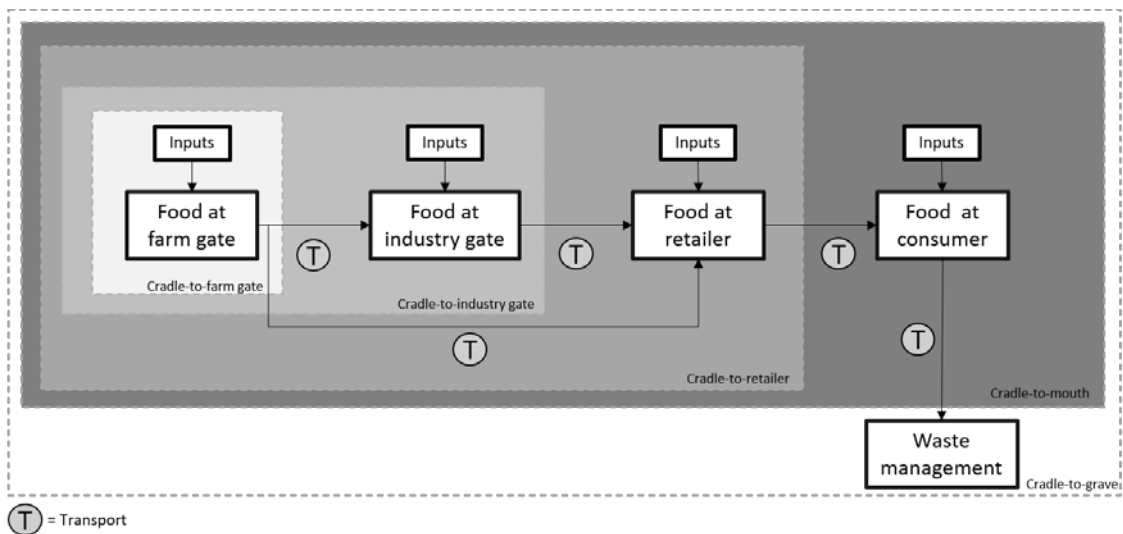 Inputs
Inputs
Inputs
Inputs
Food at
farm gate
Food at
industry gate
Food at
retailer
Food at
consumer
T
T
T
Cradle-to-farm gate
Cradle-to-industry gate
T
T
Cradle-to-retailer
Cradle-to-mouth
Waste
management
Cradle-to-grave
T = Transport